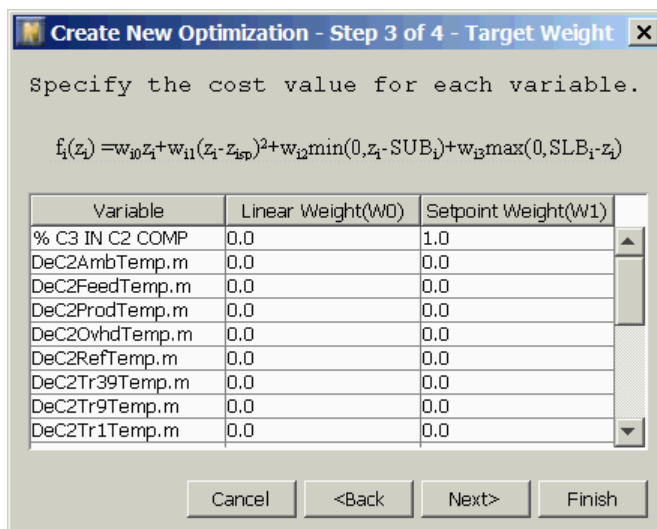 Create New Optimization - Step 3 of 4 - Target Weight
Specify the cost value for each variable.
fᵢ(zᵢ) =wᵢ₀zᵢ+wᵢ₁(zᵢ-zᵢₛₚ)²+wᵢ₂min(0,zᵢ-SUBᵢ)+wᵢ₃max(0,SLBᵢ-zᵢ)
Variable Linear Weight(W0) Setpoint Weight(W1)
% C3 IN C2 COMP 0.0 1.0
DeC2AmbTemp.m 0.0 0.0
DeC2FeedTemp.m 0.0 0.0
DeC2ProdTemp.m 0.0 0.0
DeC2OvhdTemp.m 0.0 0.0
DeC2RefTemp.m 0.0 0.0
DeC2Tr39Temp.m 0.0 0.0
DeC2Tr9Temp.m 0.0 0.0
DeC2Tr1Temp.m 0.0 0.0
Cancel <Back Next> Finish